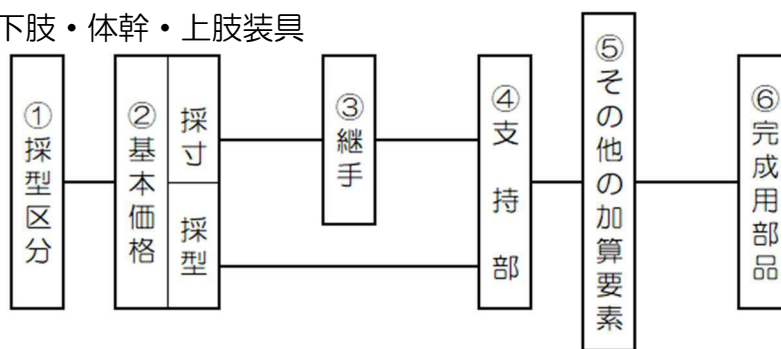 下肢・体幹・上肢装具
①採型区分
②基本価格
採寸
採型
③継手
④支持部
⑤その他の加算要素
⑥完成用部品